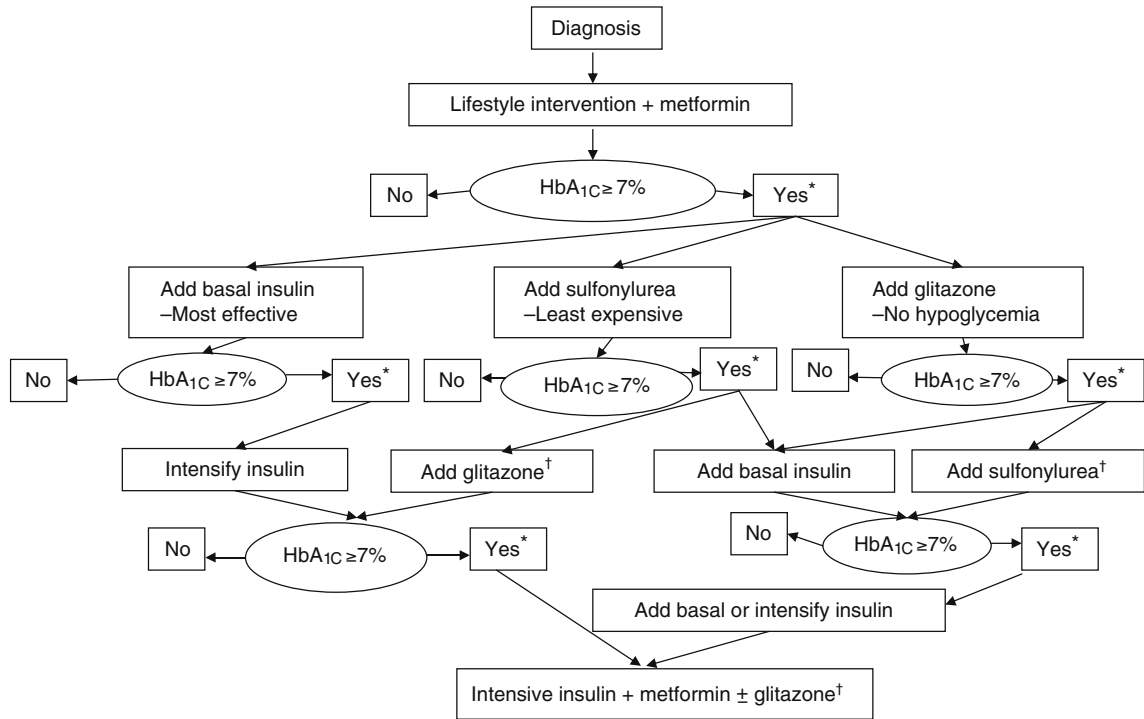 Diagnosis
Lifestyle intervention + metformin
No
HbA1C ≥ 7%
Yes*
Add basal insulin
–Most effective
Add sulfonylurea
–Least expensive
Add glitazone
–No hypoglycemia
No
HbA1C ≥7%
Yes*
No
HbA1C ≥7%
Yes*
No
HbA1C ≥7%
Yes*
Intensify insulin
Add glitazone†
Add basal insulin
Add sulfonylurea†
No
HbA1C ≥7%
Yes*
No
HbA1C ≥7%
Yes*
Add basal or intensify insulin
Intensive insulin + metformin ± glitazone†